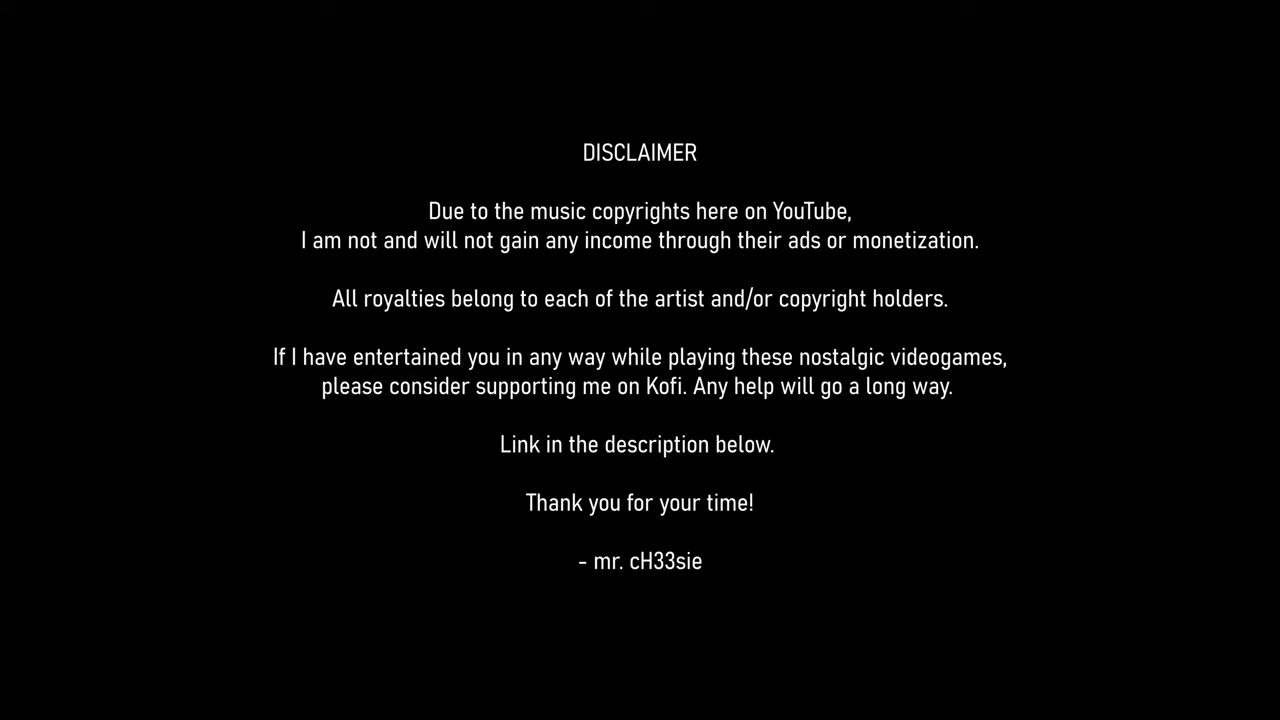 DISCLAIMER
Due to the music copyrights here on YouTube,
I am not and will not gain any income through their ads or monetization.
All royalties belong to each of the artist and/or copyright holders.
If I have entertained you in any way while playing these nostalgic videogames,
please consider supporting me on Kofi. Any help will go a long way.
Link in the description below.
Thank you for your time!
- mr. cH33sie